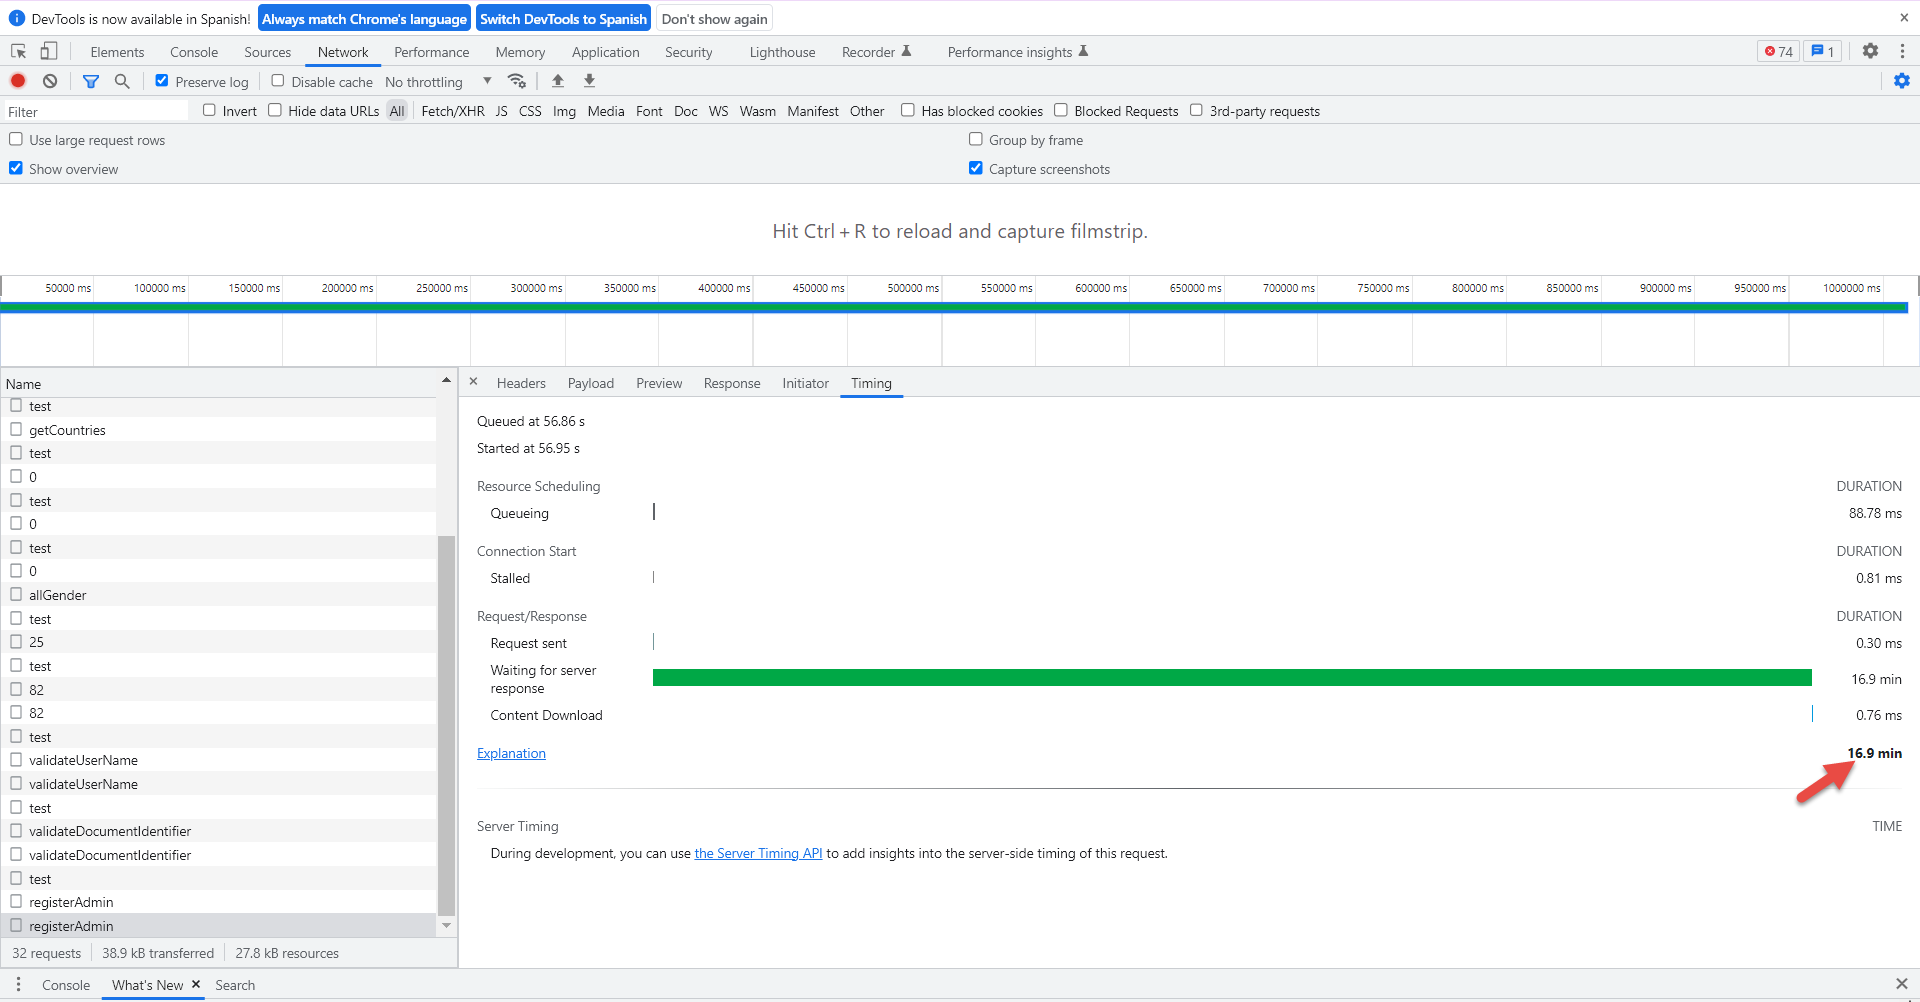 DevTools is now available in Spanish! Always match Chrome's language Switch DevTools to Spanish Don't show again
Elements Console Sources Network Performance Memory Application Security Lighthouse Recorder Performance insights 74 1
Preserve log Disable cache No throttling
Filter Invert Hide data URLs All Fetch/XHR JS CSS Img Media Font Doc WS Wasm Manifest Other Has blocked cookies Blocked Requests 3rd-party requests
Use large request rows Group by frame
Show overview Capture screenshots
Hit Ctrl + R to reload and capture filmstrip.
50000 ms 100000 ms 150000 ms 200000 ms 250000 ms 300000 ms 350000 ms 400000 ms 450000 ms 500000 ms 550000 ms 600000 ms 650000 ms 700000 ms 750000 ms 800000 ms 850000 ms 900000 ms 950000 ms 1000000 ms
Name
test
getCountries
test
0
test
0
test
0
allGender
test
25
test
82
82
test
validateUserName
validateUserName
test
validateDocumentIdentifier
validateDocumentIdentifier
test
registerAdmin
registerAdmin
32 requests 38.9 kB transferred 27.8 kB resources
Headers Payload Preview Response Initiator Timing
Queued at 56.86 s
Started at 56.95 s
Resource Scheduling DURATION
Queueing 88.78 ms
Connection Start DURATION
Stalled 0.81 ms
Request/Response DURATION
Request sent 0.30 ms
Waiting for server
response 16.9 min
Content Download 0.76 ms
Explanation 16.9 min
Server Timing TIME
During development, you can use the Server Timing API to add insights into the server-side timing of this request.
Console What's New Search